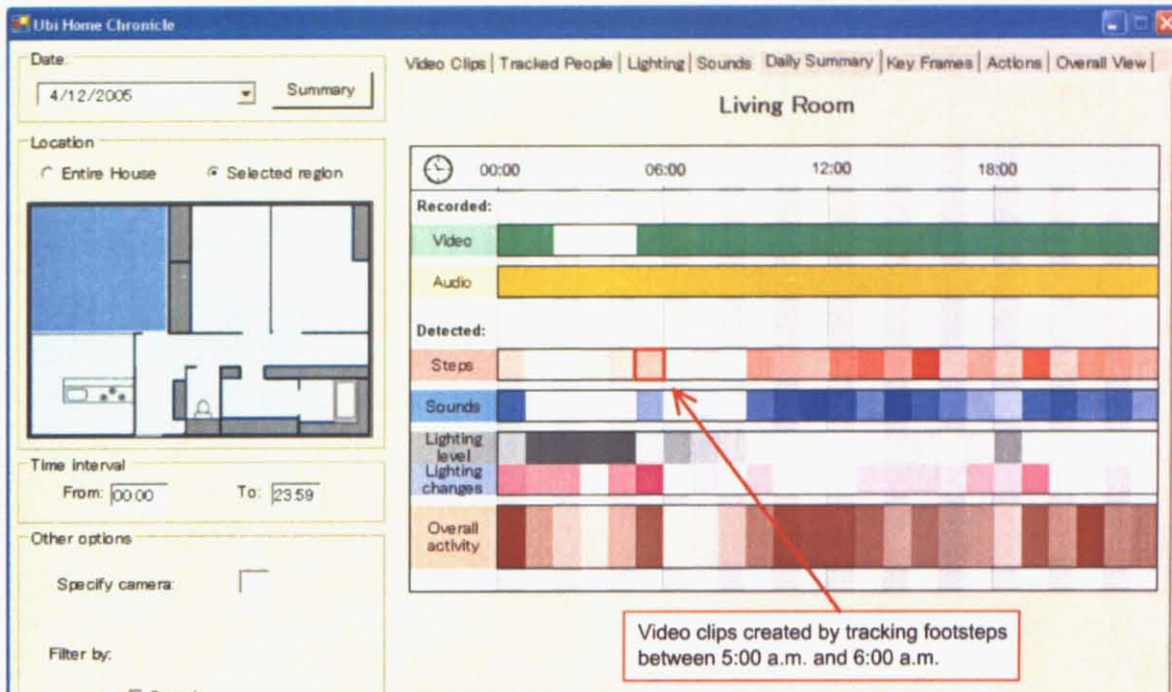 Ubi Home Chronicle
Date
4/12/2005
Summary
Location
Entire House
Selected region
Time interval
From: 00:00
To: 23:59
Other options
Specify camera:
Filter by:
Video Clips | Tracked People | Lighting | Sounds Daily Summary | Key Frames | Actions | Overall View |
Living Room
00:00 06:00 12:00 18:00
Recorded:
Video
Audio
Detected:
Steps
Sounds
Lighting
level
Lighting
changes
Overall
activity
Video clips created by tracking footsteps
between 5:00 a.m. and 6:00 a.m.